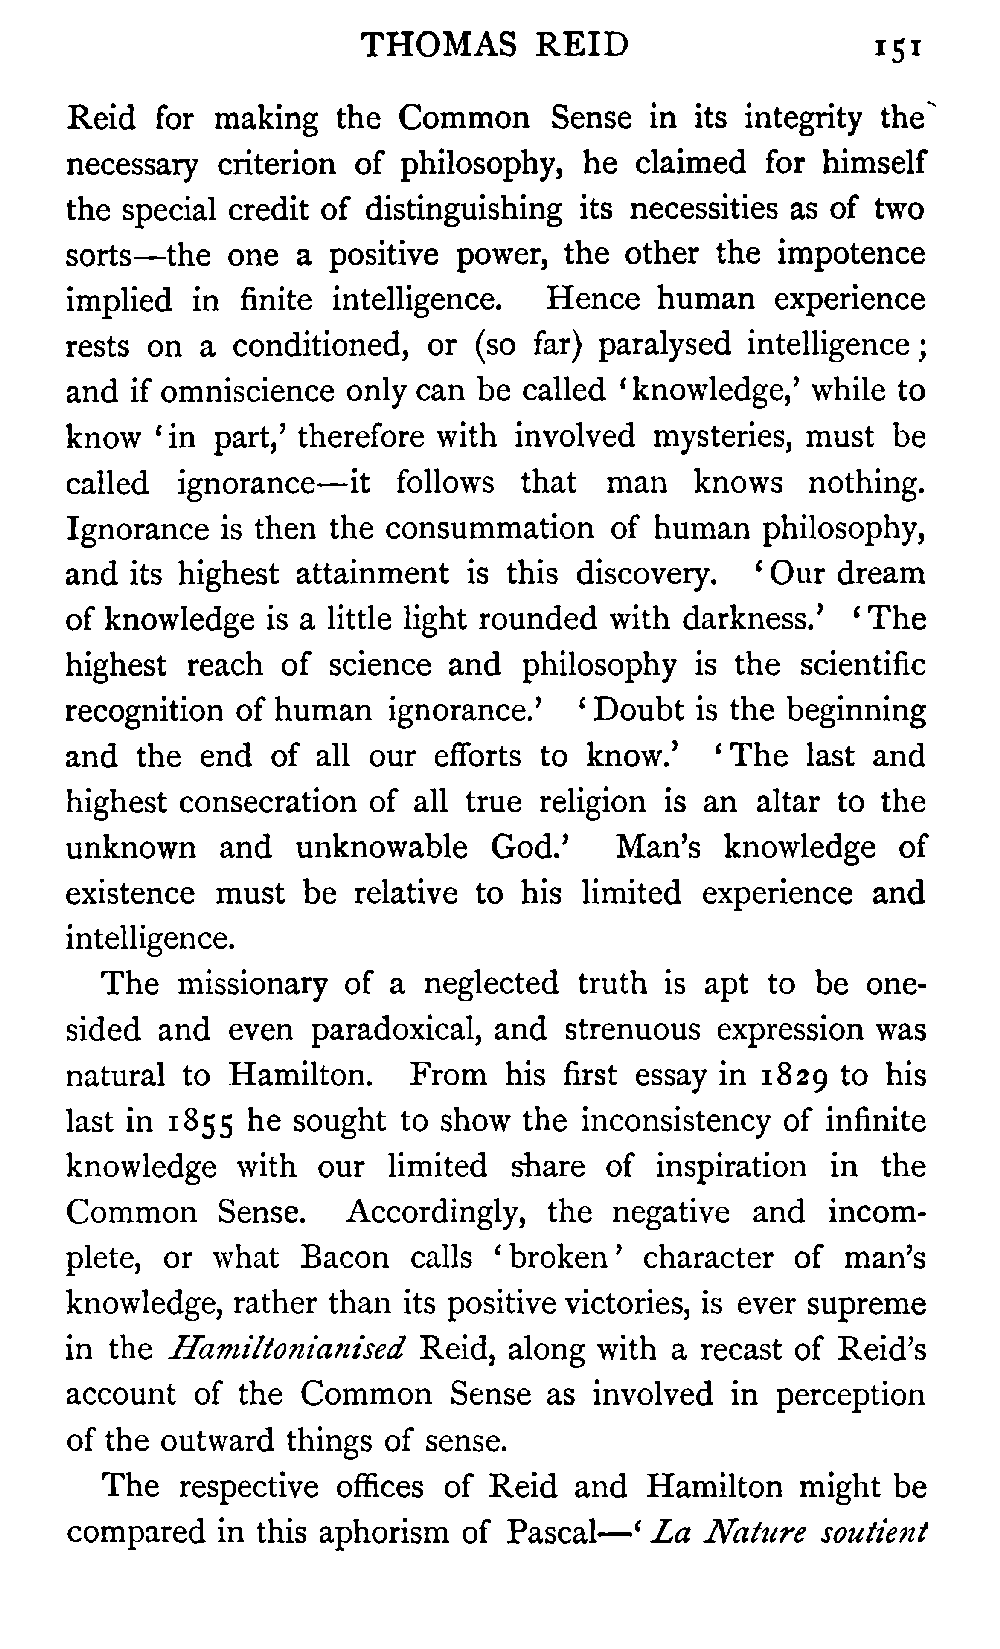 THOMAS REID 151
Reid for making the Common Sense in its integrity the
necessary criterion of philosophy, he claimed for himself
the special credit of distinguishing its necessities as of two
sorts—the one a positive power, the other the impotence
implied in finite intelligence. Hence human experience
rests on a conditioned, or (so far) paralysed intelligence;
and if omniscience only can be called ‘knowledge,’ while to
know ‘in part,’ therefore with involved mysteries, must be
called ignorance—it follows that man knows nothing.
Ignorance is then the consummation of human philosophy,
and its highest attainment is this discovery. ‘Our dream
of knowledge is a little light rounded with darkness.’ ‘The
highest reach of science and philosophy is the scientific
recognition of human ignorance.’ ‘Doubt is the beginning
and the end of all our efforts to know.’ ‘The last and
highest consecration of all true religion is an altar to the
unknown and unknowable God.’ Man’s knowledge of
existence must be relative to his limited experience and
intelligence.
The missionary of a neglected truth is apt to be one-
sided and even paradoxical, and strenuous expression was
natural to Hamilton. From his first essay in 1829 to his
last in 1855 he sought to show the inconsistency of infinite
knowledge with our limited share of inspiration in the
Common Sense. Accordingly, the negative and incom-
plete, or what Bacon calls ‘broken’ character of man’s
knowledge, rather than its positive victories, is ever supreme
in the Hamiltonianised Reid, along with a recast of Reid’s
account of the Common Sense as involved in perception
of the outward things of sense.
The respective offices of Reid and Hamilton might be
compared in this aphorism of Pascal—‘La Nature soutient